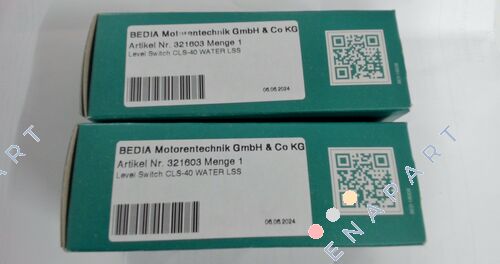 BEDIA Motorentechnik GmbH & Co KG
Artikel Nr. 321603 Menge 1
Level Switch CLS-40 WATER LSS
06.06.2024
BEDIA Motorentechnik GmbH & Co KG
Artikel Nr. 321603 Menge 1
Level Switch CLS-40 WATER LSS
06.06.2024
ENAPART
ENAPART